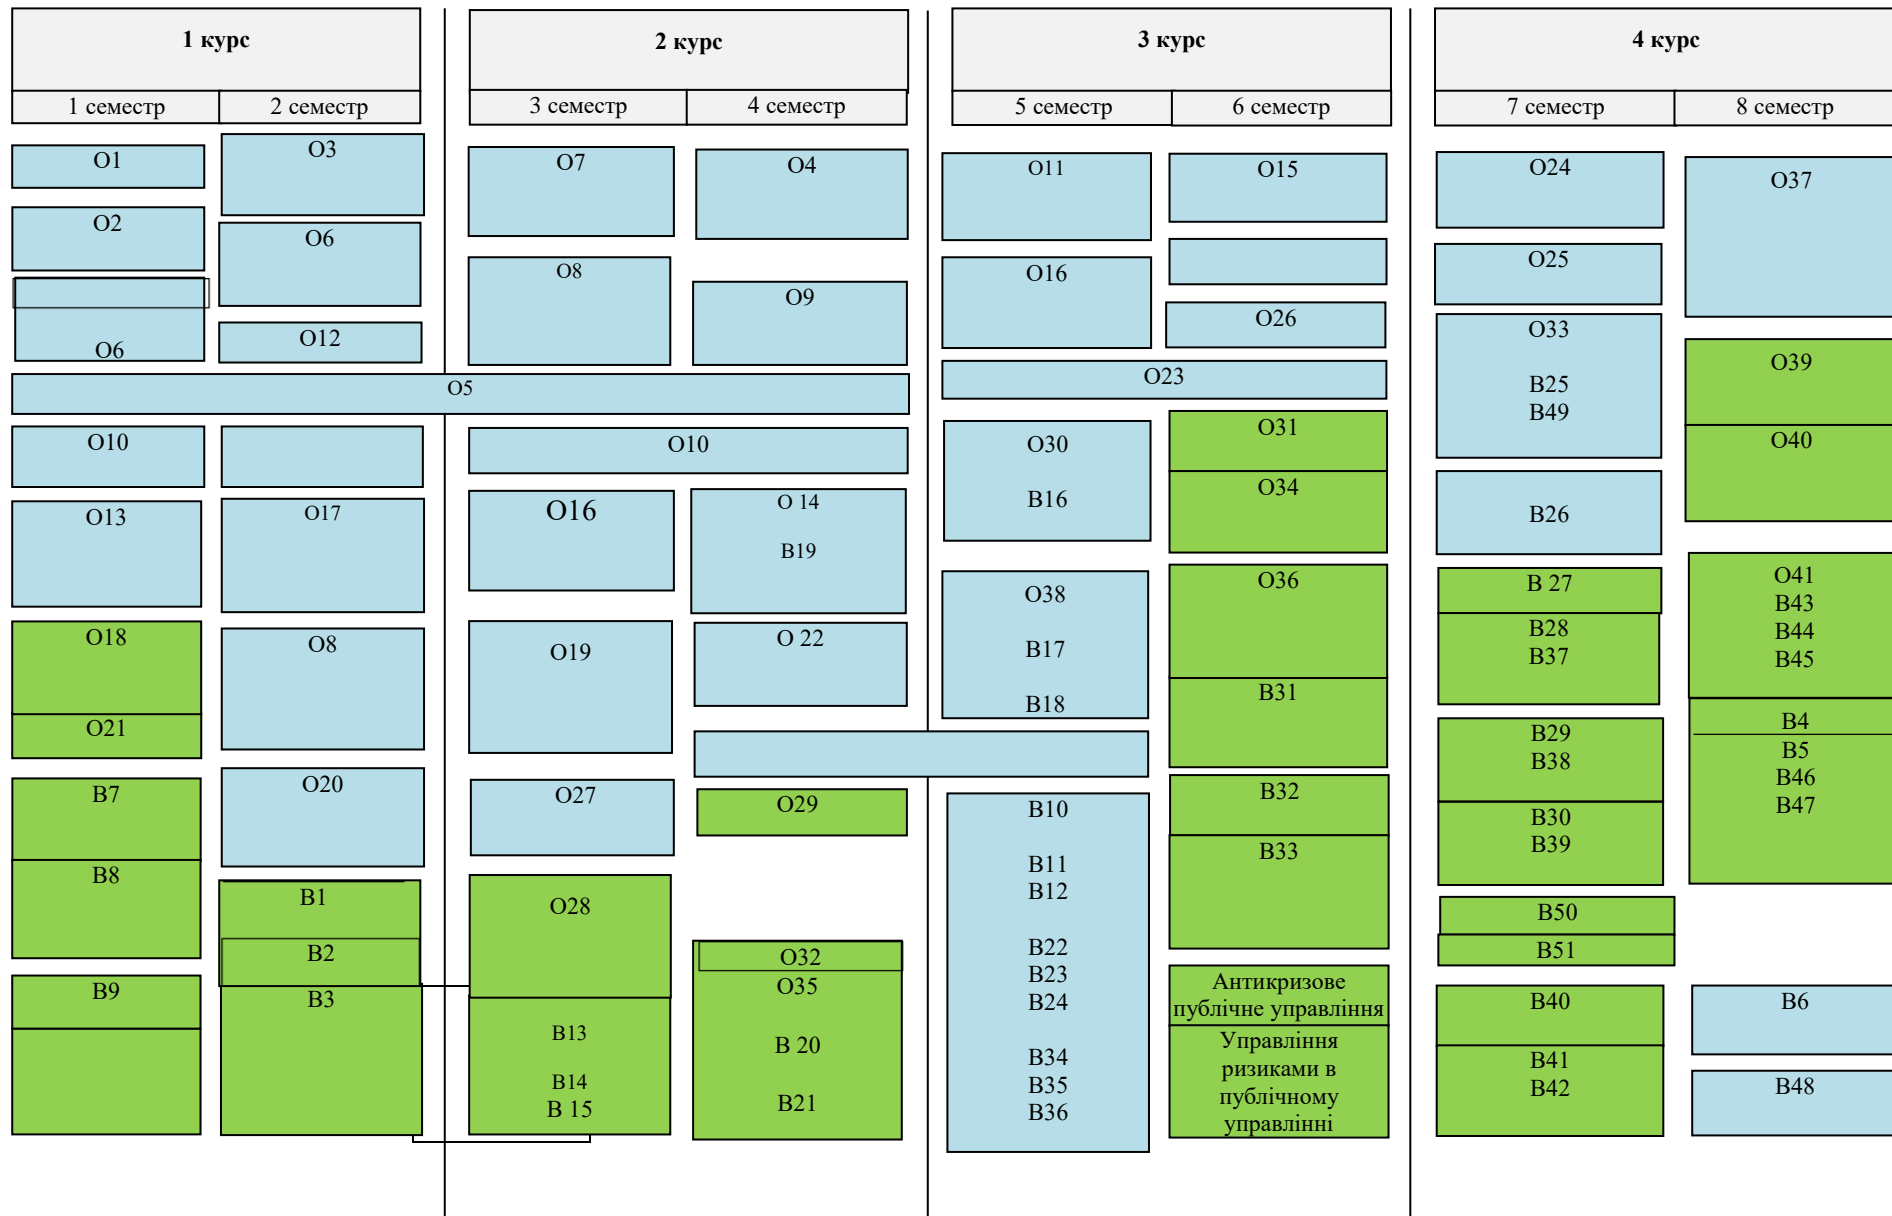 1 курс
1 семестр
2 семестр
О1
О2
О6
О3
О6
О12
2 курс
3 семестр
4 семестр
О7
О8
О4
О9
О5
О10
О13
О18
О21
В7
В8
В9
О17
О8
О20
В1
В2
В3
О10
О16
О19
О27
О28
В13
В14
В 15
О 14
В19
О 22
О29
О32
О35
В 20
В21
3 курс
5 семестр
6 семестр
О11
О16
О15
О26
О23
О30
В16
О38
В17
В18
В10
В11
В12
В22
В23
В24
В34
В35
В36
О31
О34
О36
В31
В32
В33
Антикризове
публічне управління
Управління
ризиками в
публічному
управлінні
4 курс
7 семестр
8 семестр
О24
О25
О33
В25
В49
В26
В 27
В28
В37
В29
В38
В30
В39
В50
В51
В40
В41
В42
О37
О39
О40
О41
В43
В44
В45
В4
В5
В46
В47
В6
В48